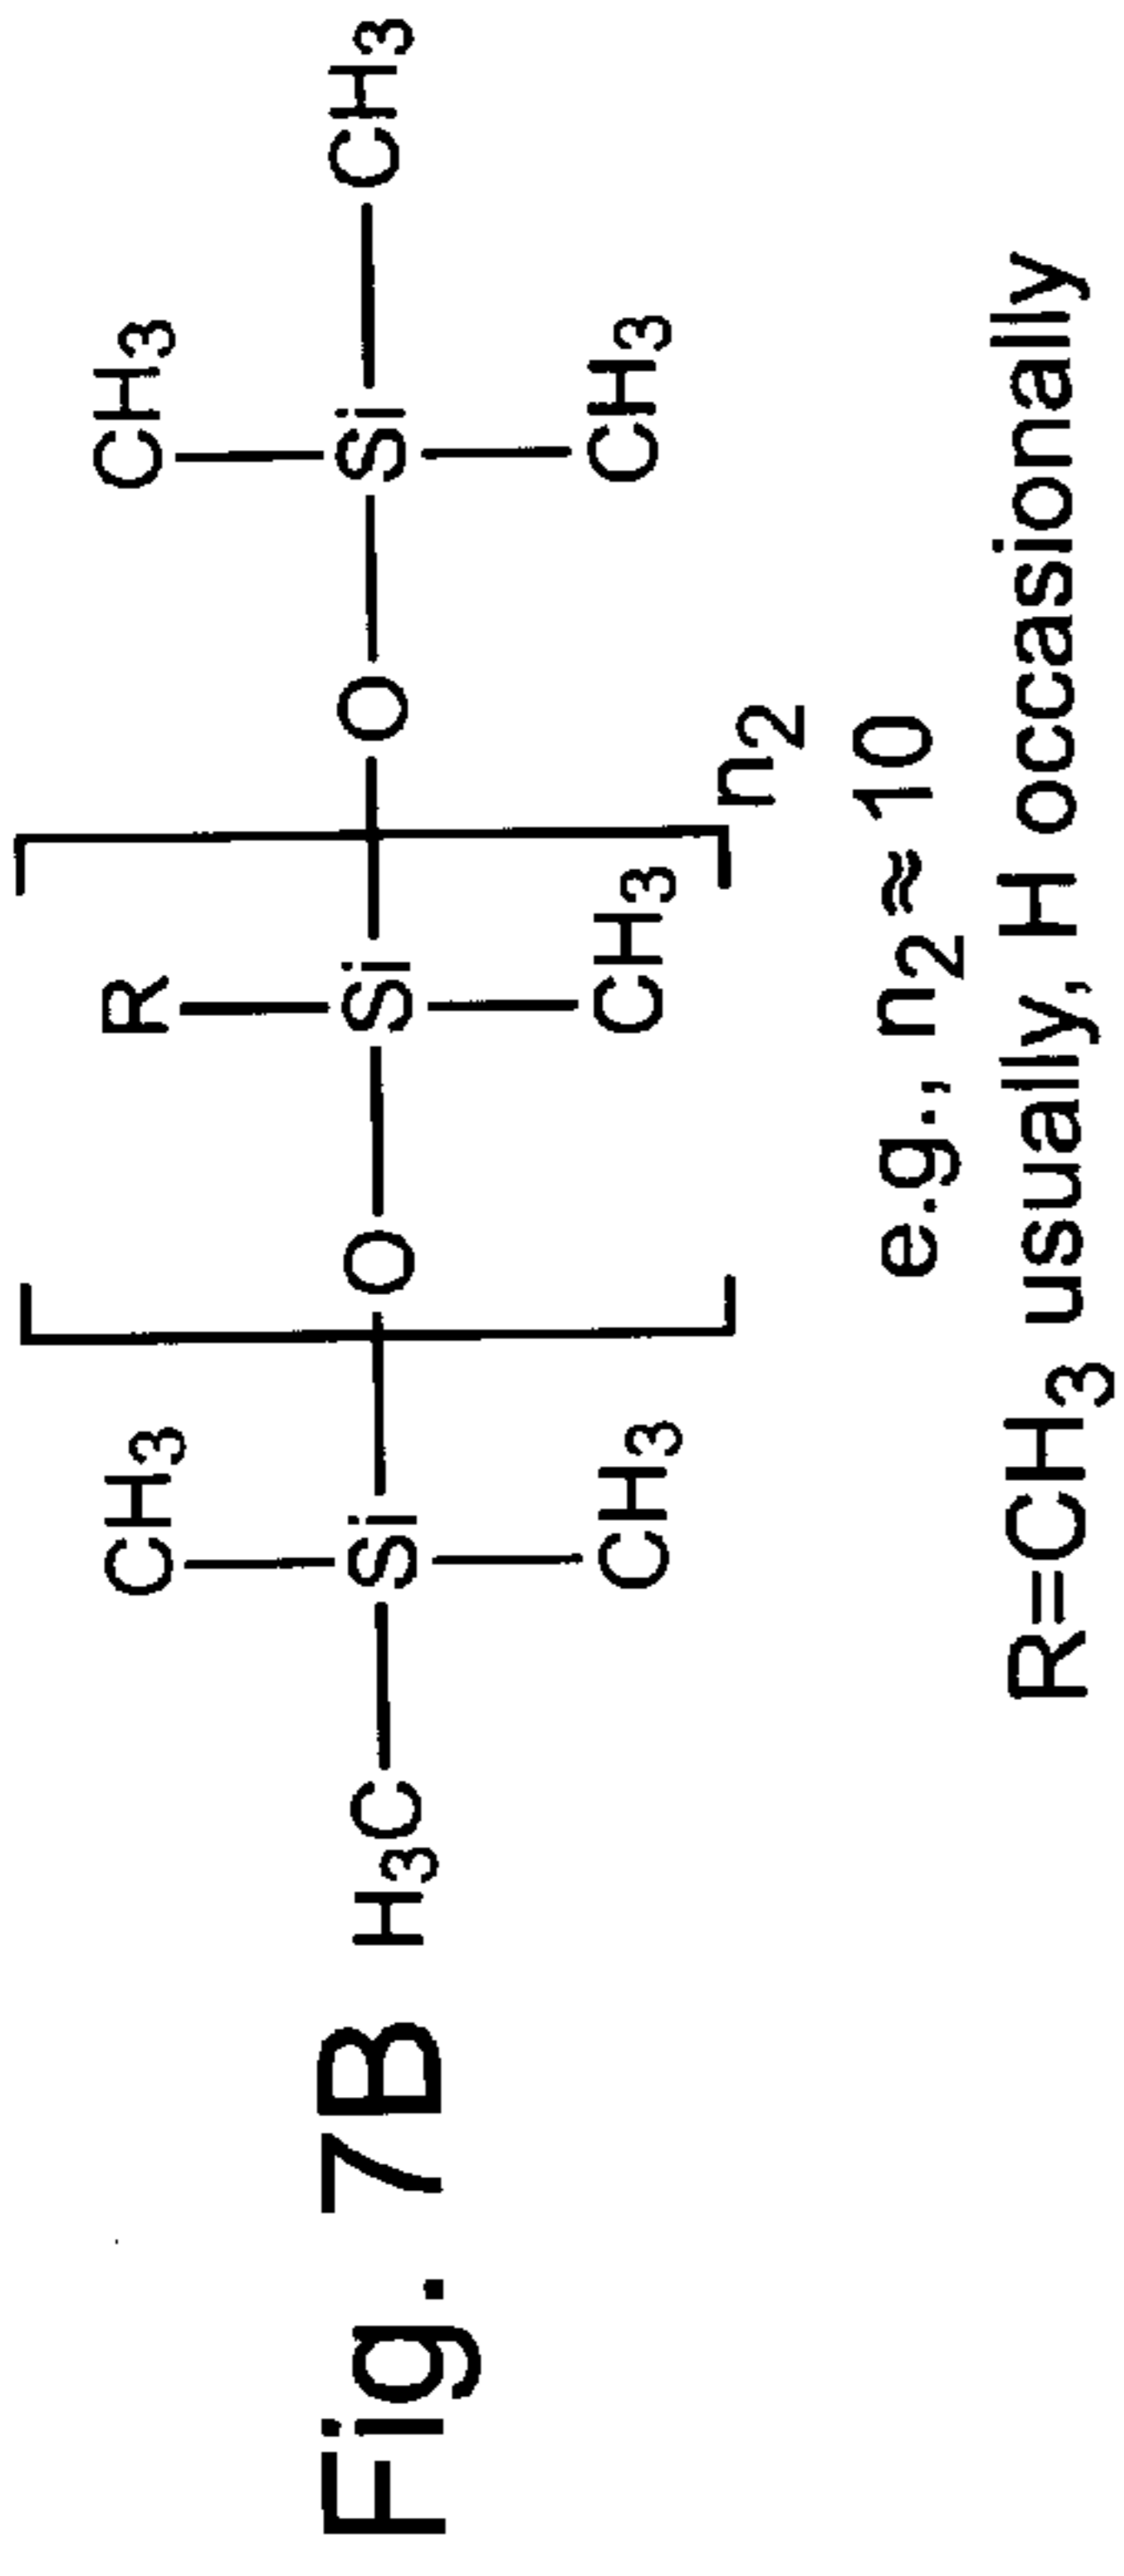 CH3 R CH3
Fig. 7B H3C Si O Si O Si CH3
CH3 CH3 CH3
n2
e.g., n2≈10
R=CH3 usually, H occasionally